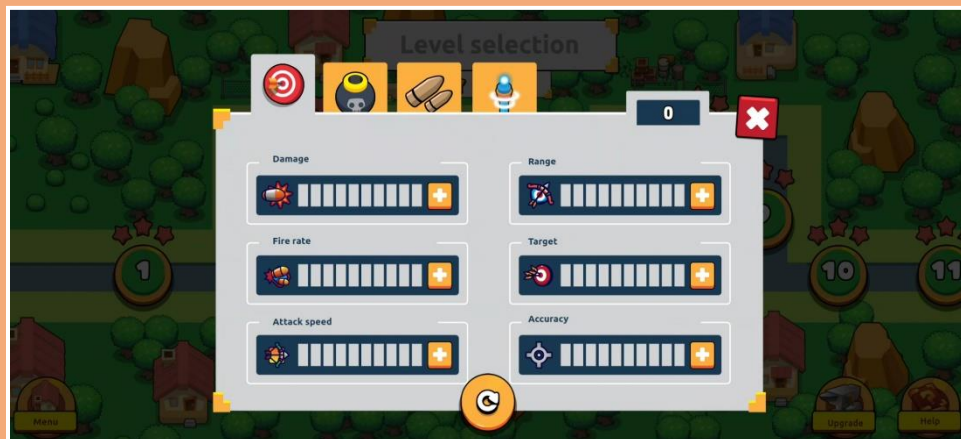 Level selection
0
Damage
Range
Fire rate
Target
Attack speed
Accuracy
1
10
11
Menu
Upgrade
Help